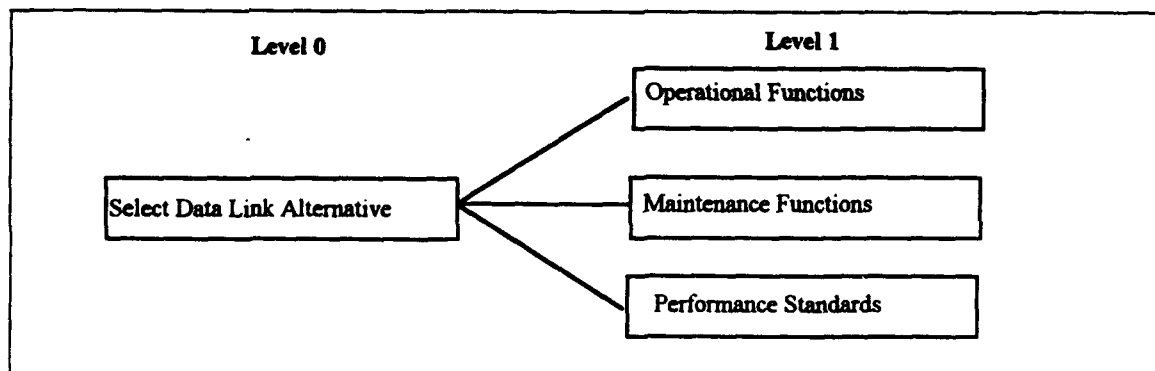 Level 0
Level 1
Operational Functions
Select Data Link Alternative
Maintenance Functions
Performance Standards